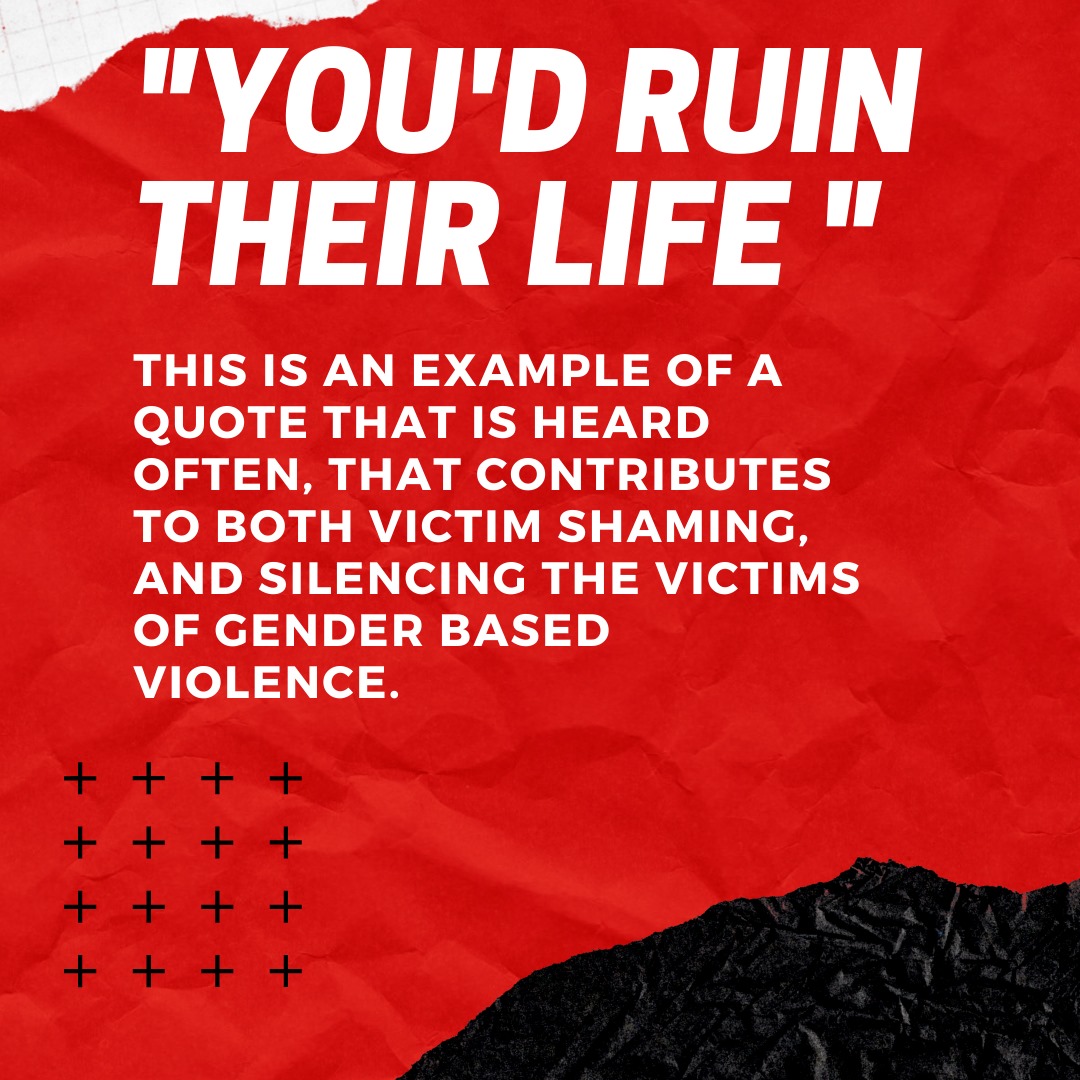 "YOU'D RUIN
THEIR LIFE "
THIS IS AN EXAMPLE OF A
QUOTE THAT IS HEARD
OFTEN, THAT CONTRIBUTES
TO BOTH VICTIM SHAMING,
AND SILENCING THE VICTIMS
OF GENDER BASED
VIOLENCE.